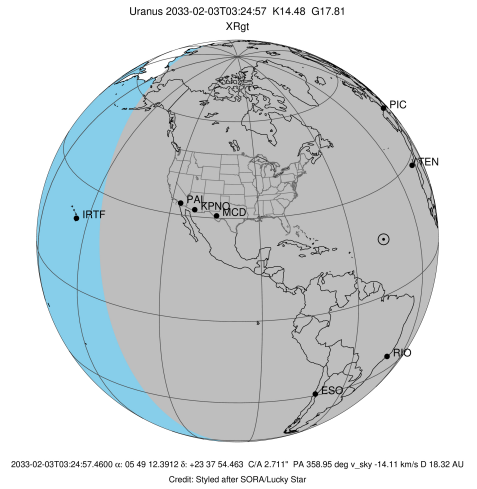 Uranus 2033-02-03T03:24:57 K14.48 G17.81
XRgt
PIC
TEN
PAL
KPNO
MCD
IRTF
RIO
ESO
2033-02-03T03:24:57.4600 α: 05 49 12.3912 δ: +23 37 54.463 C/A 2.711" PA 358.95 deg v_sky -14.11 km/s D 18.32 AU
Credit: Styled after SORA/Lucky Star